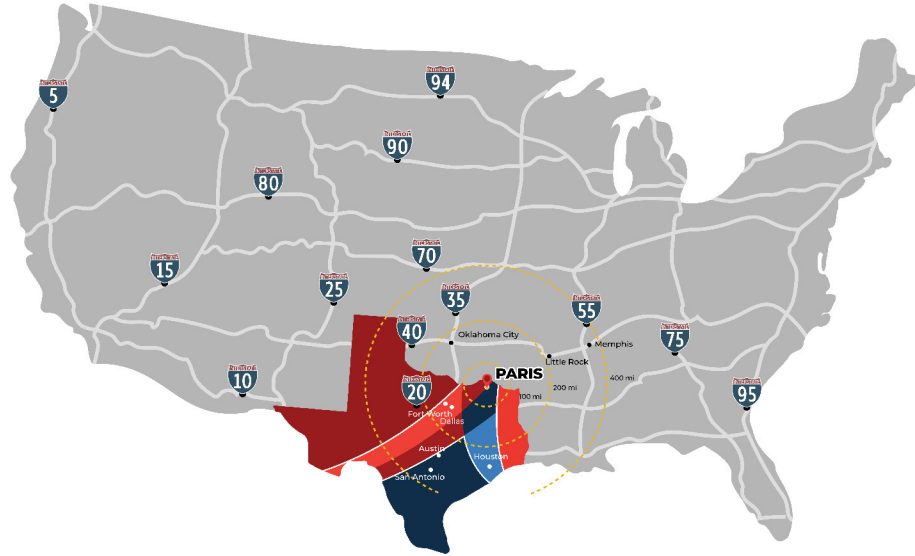 94
5
90
80
70
15
25
35
55
40
Oklahoma City
Memphis
75
Little Rock
PARIS
400 mi
10
20
200 mi
100 mi
95
Fort Worth
Dallas
Austin
Houston
San Antonio